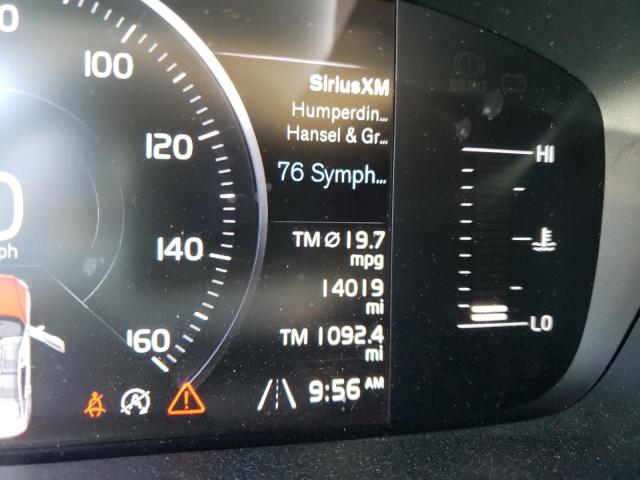 100
120
140
160
SiriusXM
Humperdin...
Hansel & Gr...
76 Symph...
TM Ø 19.7
mpg
14019
mi
TM 1092.4
mi
9:56 AM
BRAKE
HI
LO